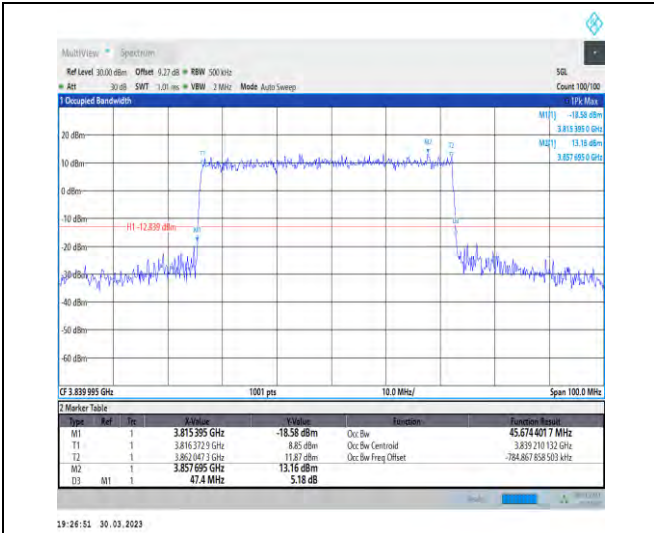 MultiView Spectrum
Ref Level 30.00 dBm Offset 9.27 dB RBW 500 kHz SGL
Att 30 dB SWT 1.01 ms VBW 2 MHz Mode Auto Sweep Count 100/100
1 Occupied Bandwidth 1Pk Max
M1[1] -18.58 dBm
3.815 395 0 GHz
M2[1] 13.16 dBm
3.857 695 0 GHz
20 dBm
M2
T2
T1
10 dBm
0 dBm
-10 dBm
H1 -12.839 dBm
M1
-20 dBm
-30 dBm
-40 dBm
-50 dBm
-60 dBm
CF 3.839 995 GHz 1001 pts 10.0 MHz/ Span 100.0 MHz
2 Marker Table
Type Ref Trc X-Value Y-Value Function Function Result
M1 1 3.815 395 GHz -18.58 dBm Occ Bw 45.674 401 7 MHz
T1 1 3.816 372 9 GHz 8.85 dBm Occ Bw Centroid 3.839 210 132 GHz
T2 1 3.862 047 3 GHz 11.87 dBm Occ Bw Freq Offset -784.867 858 503 kHz
M2 1 3.857 695 GHz 13.16 dBm
D3 M1 1 47.4 MHz 5.18 dB
19:26:51 30.03.2023